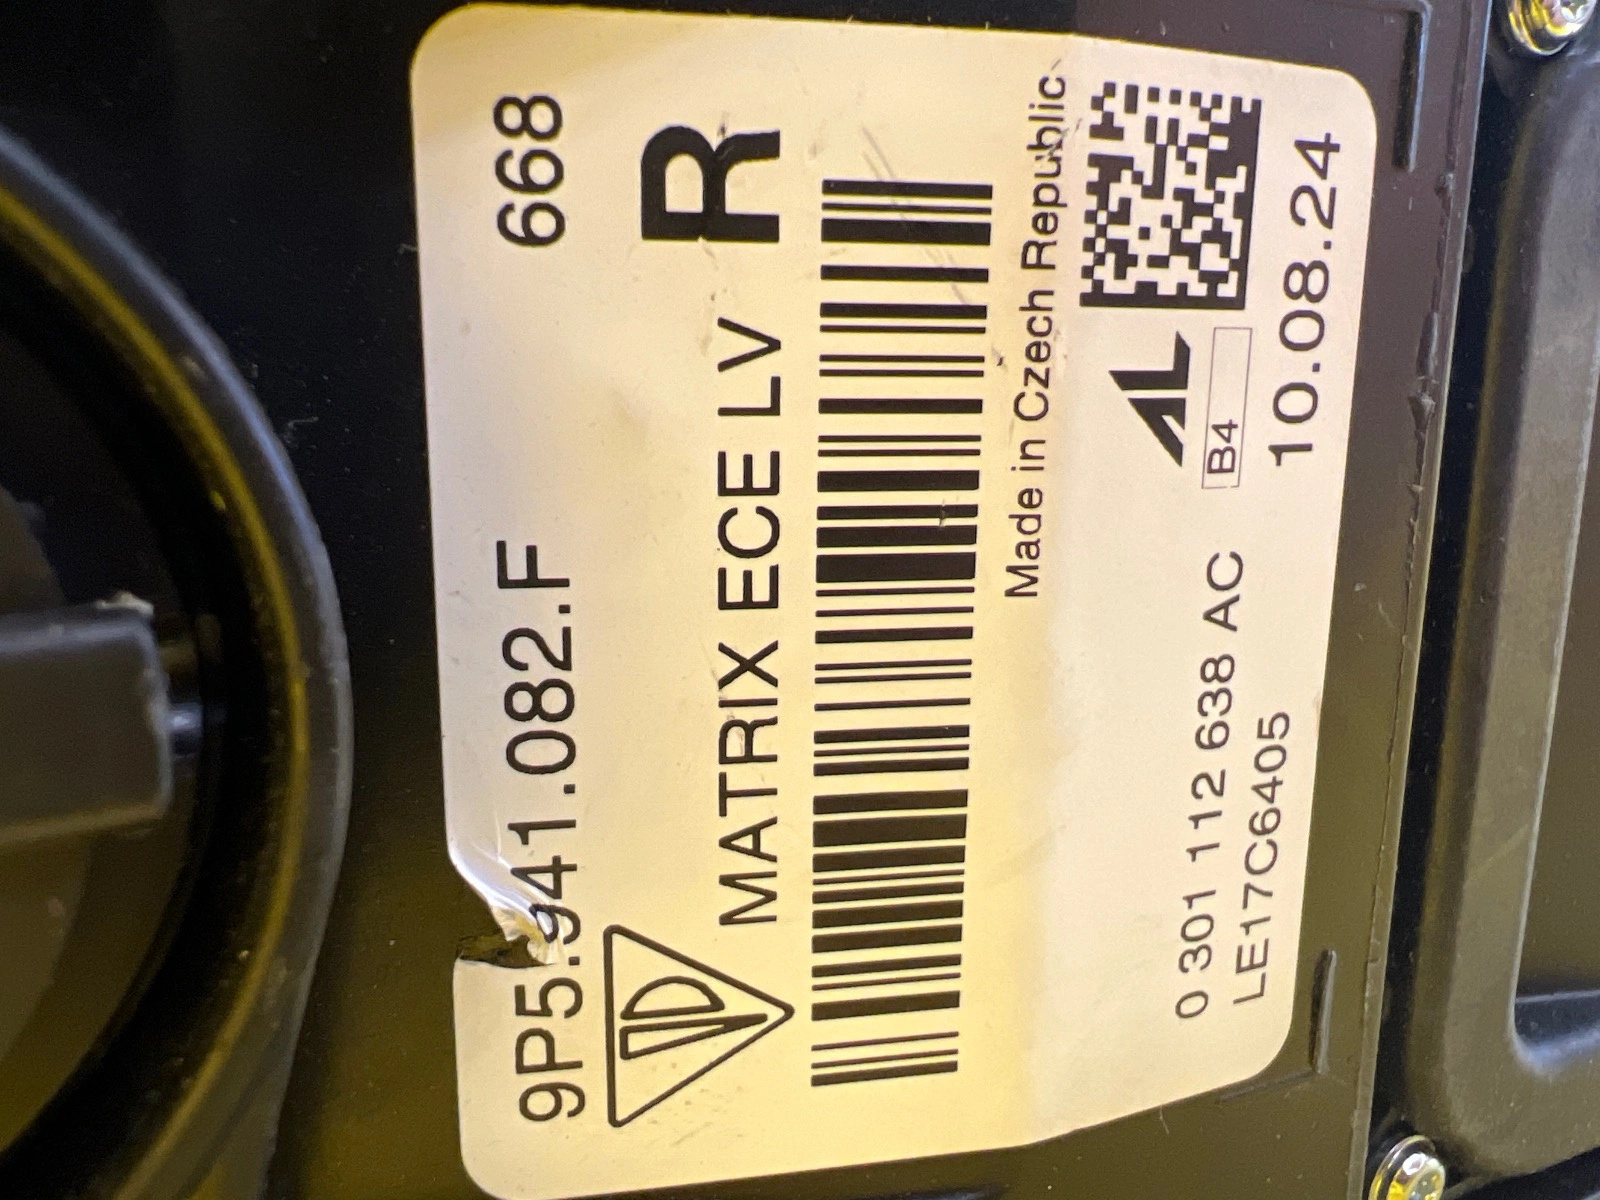 9P5.941.082.F 668
MATRIX ECE LV R
Made in Czech Republic
0 301 112 638 AC AL
LE17C6405 B4
10.08.24